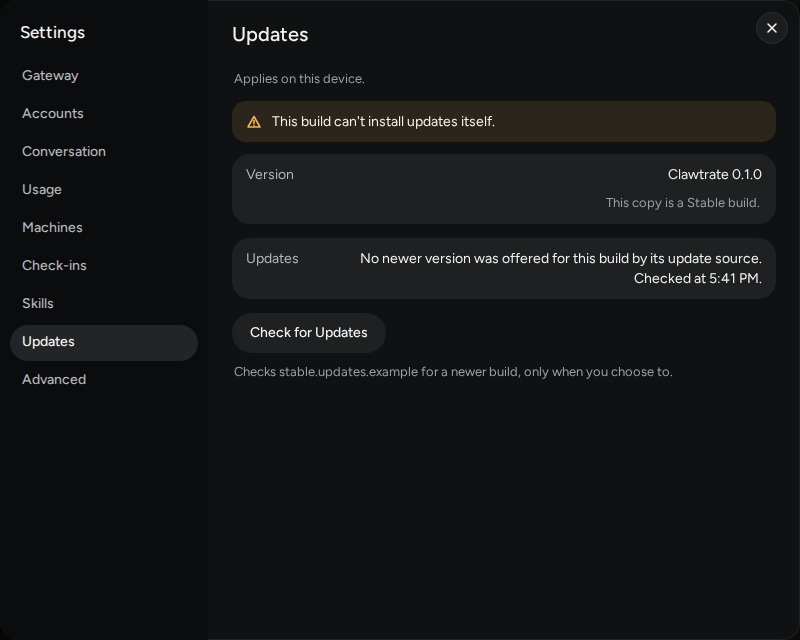 Settings
Gateway
Accounts
Conversation
Usage
Machines
Check-ins
Skills
Updates
Advanced
Updates
Applies on this device.
This build can't install updates itself.
Version
Clawtrate 0.1.0
This copy is a Stable build.
Updates
No newer version was offered for this build by its update source.
Checked at 5:41 PM.
Check for Updates
Checks stable.updates.example for a newer build, only when you choose to.